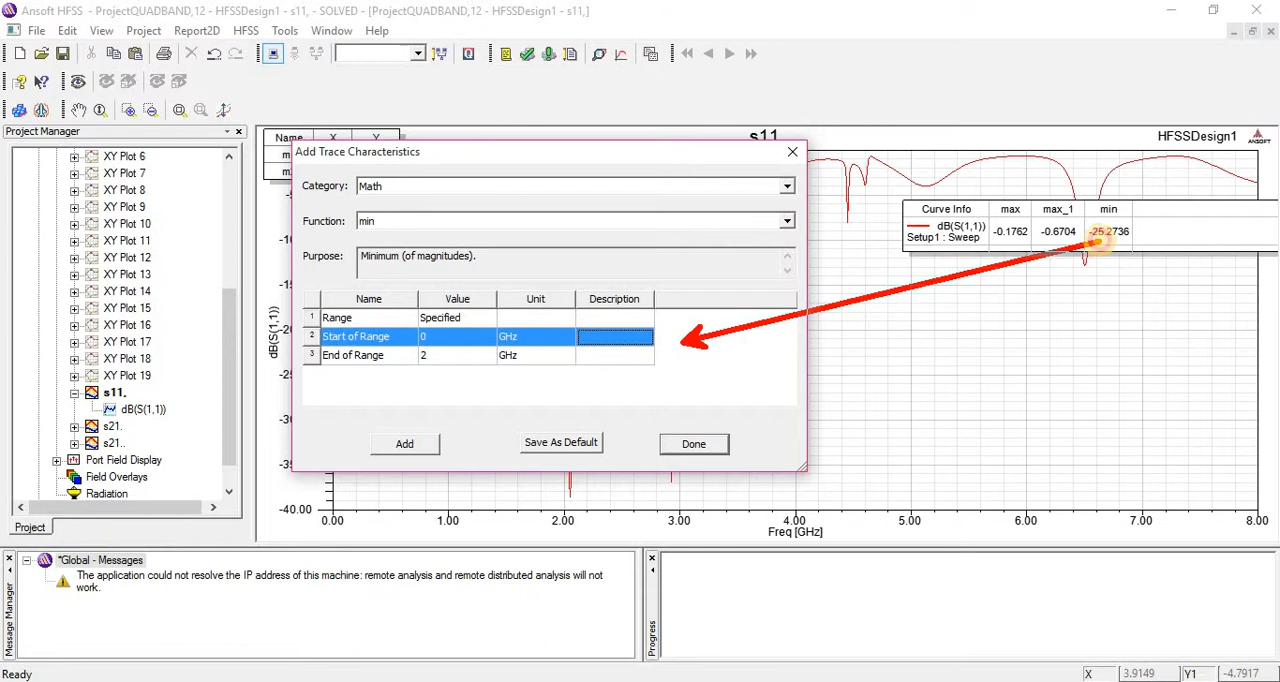 Ansoft HFSS - ProjectQUADBAND,12 - HFSSDesign1 - s11, - SOLVED - [ProjectQUADBAND,12 - HFSSDesign1 - s11,]
File Edit View Project Report2D HFSS Tools Window Help
Project Manager
XY Plot 6
XY Plot 7
XY Plot 8
XY Plot 9
XY Plot 10
XY Plot 11
XY Plot 12
XY Plot 13
XY Plot 14
XY Plot 15
XY Plot 16
XY Plot 17
XY Plot 18
XY Plot 19
s11.
dB(S(1,1))
s21.
s21..
Port Field Display
Field Overlays
Radiation
Project
Name X Y
s11
HFSSDesign1
ANSOFT
Curve Info max max_1 min
dB(S(1,1))
Setup1 : Sweep
-0.1762 -0.6704 -25.2736
Add Trace Characteristics
Category: Math
Function: min
Purpose: Minimum (of magnitudes).
Name Value Unit Description
1 Range Specified
2 Start of Range 0 GHz
3 End of Range 2 GHz
Add Save As Default Done
dB(S(1,1))
-40.00
0.00 1.00 2.00 3.00 4.00 5.00 6.00 7.00 8.00
Freq [GHz]
Message Manager
*Global - Messages
The application could not resolve the IP address of this machine: remote analysis and remote distributed analysis will not
work.
Progress
Ready
X 3.9149 Y1 -4.7917